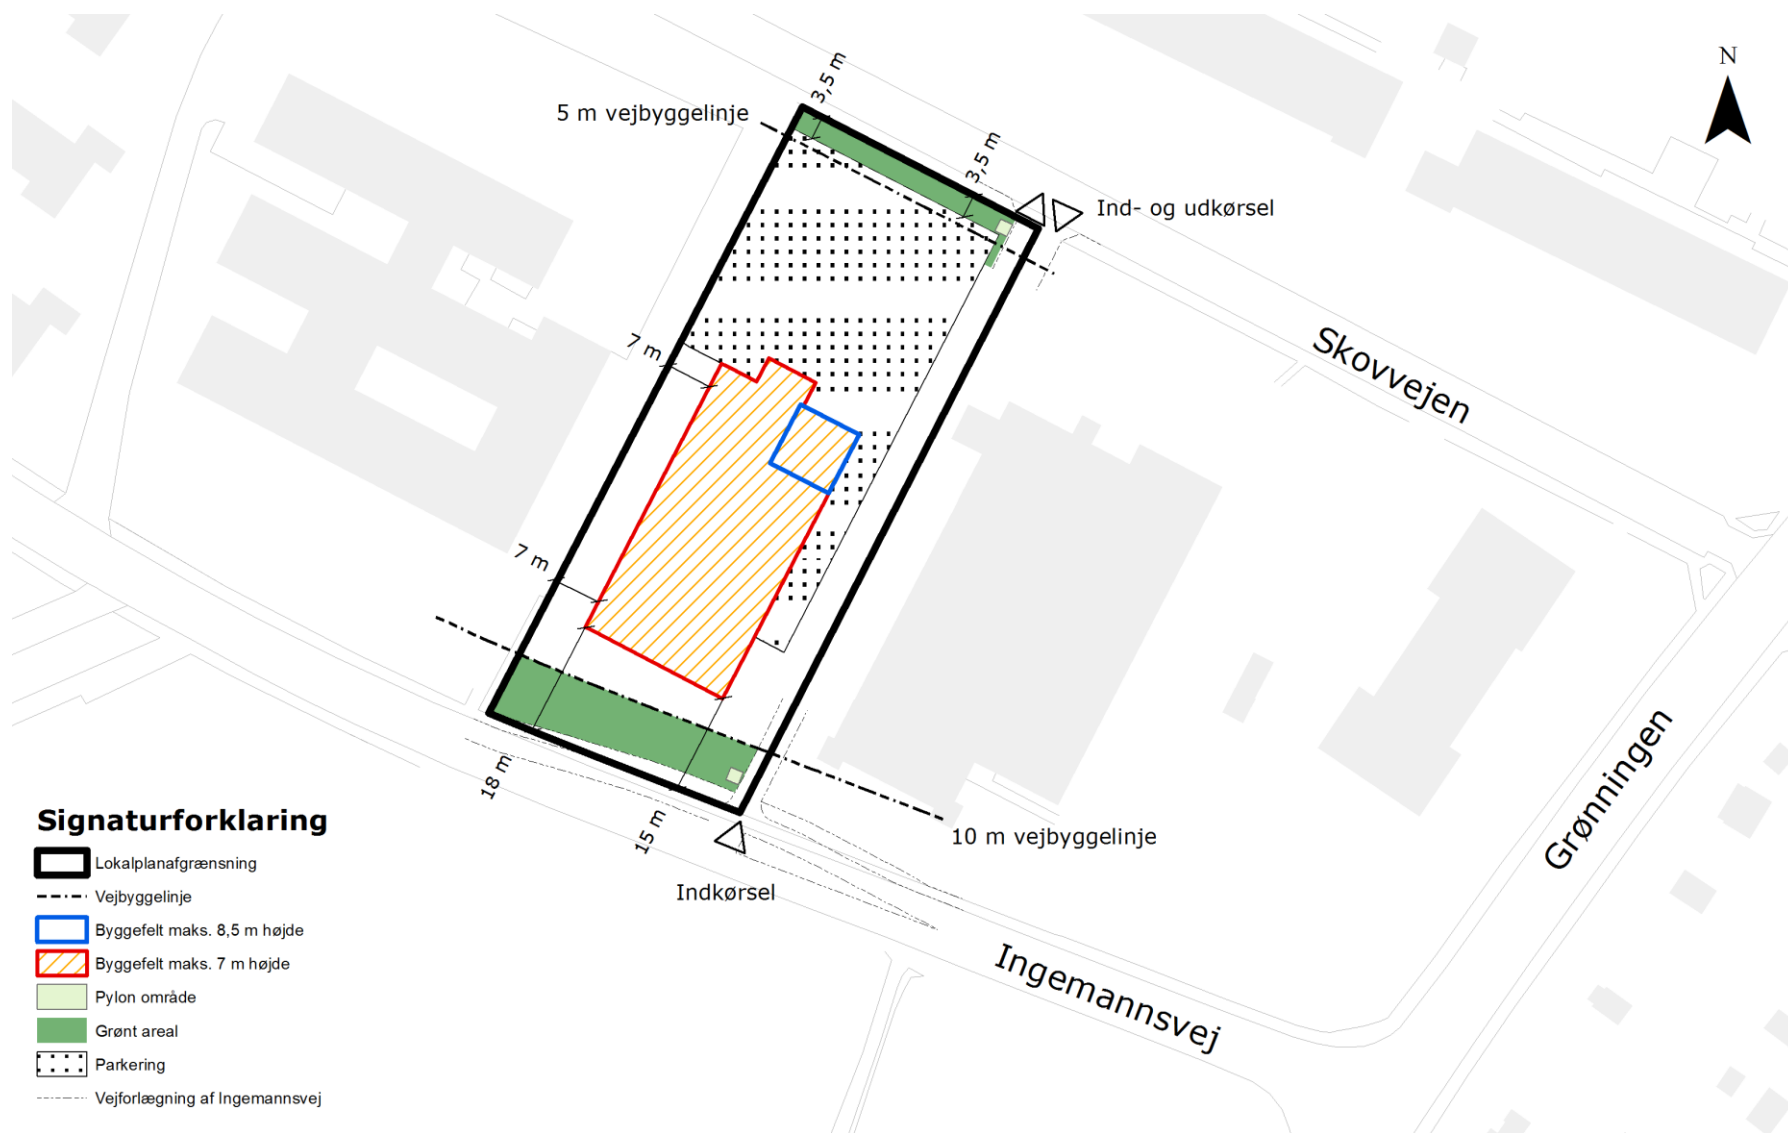 N
3,5 m
5 m vejbyggelinje
3,5 m
Ind- og udkørsel
Skovvejen
7 m
7 m
Grønningen
18 m
15 m
10 m vejbyggelinje
Indkørsel
Ingemannsvej
Signaturforklaring
Lokalplanafgrænsning
Vejbyggelinje
Byggefelt maks. 8,5 m højde
Byggefelt maks. 7 m højde
Pylon område
Grønt areal
Parkering
Vejforlægning af Ingemannsvej